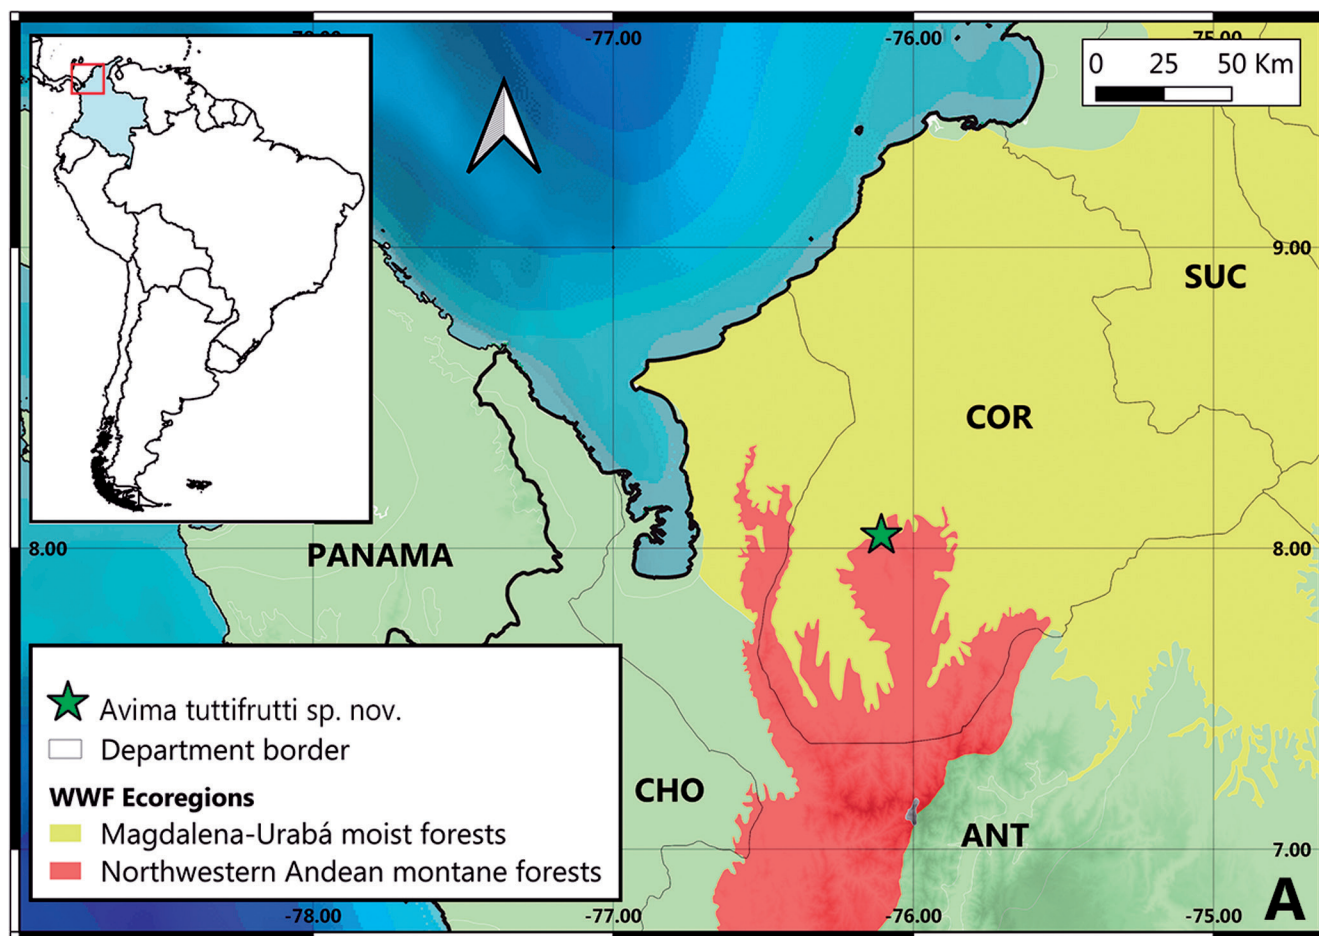 -77.00
-76.00
75.00
0 25 50 Km
9.00
SUC
COR
8.00
PANAMA
8.00
Avima tuttifrutti sp. nov.
Department border
WWF Ecoregions
Magdalena-Urabá moist forests
Northwestern Andean montane forests
CHO
ANT
7.00
-78.00
-77.00
-76.00
-75.00
A